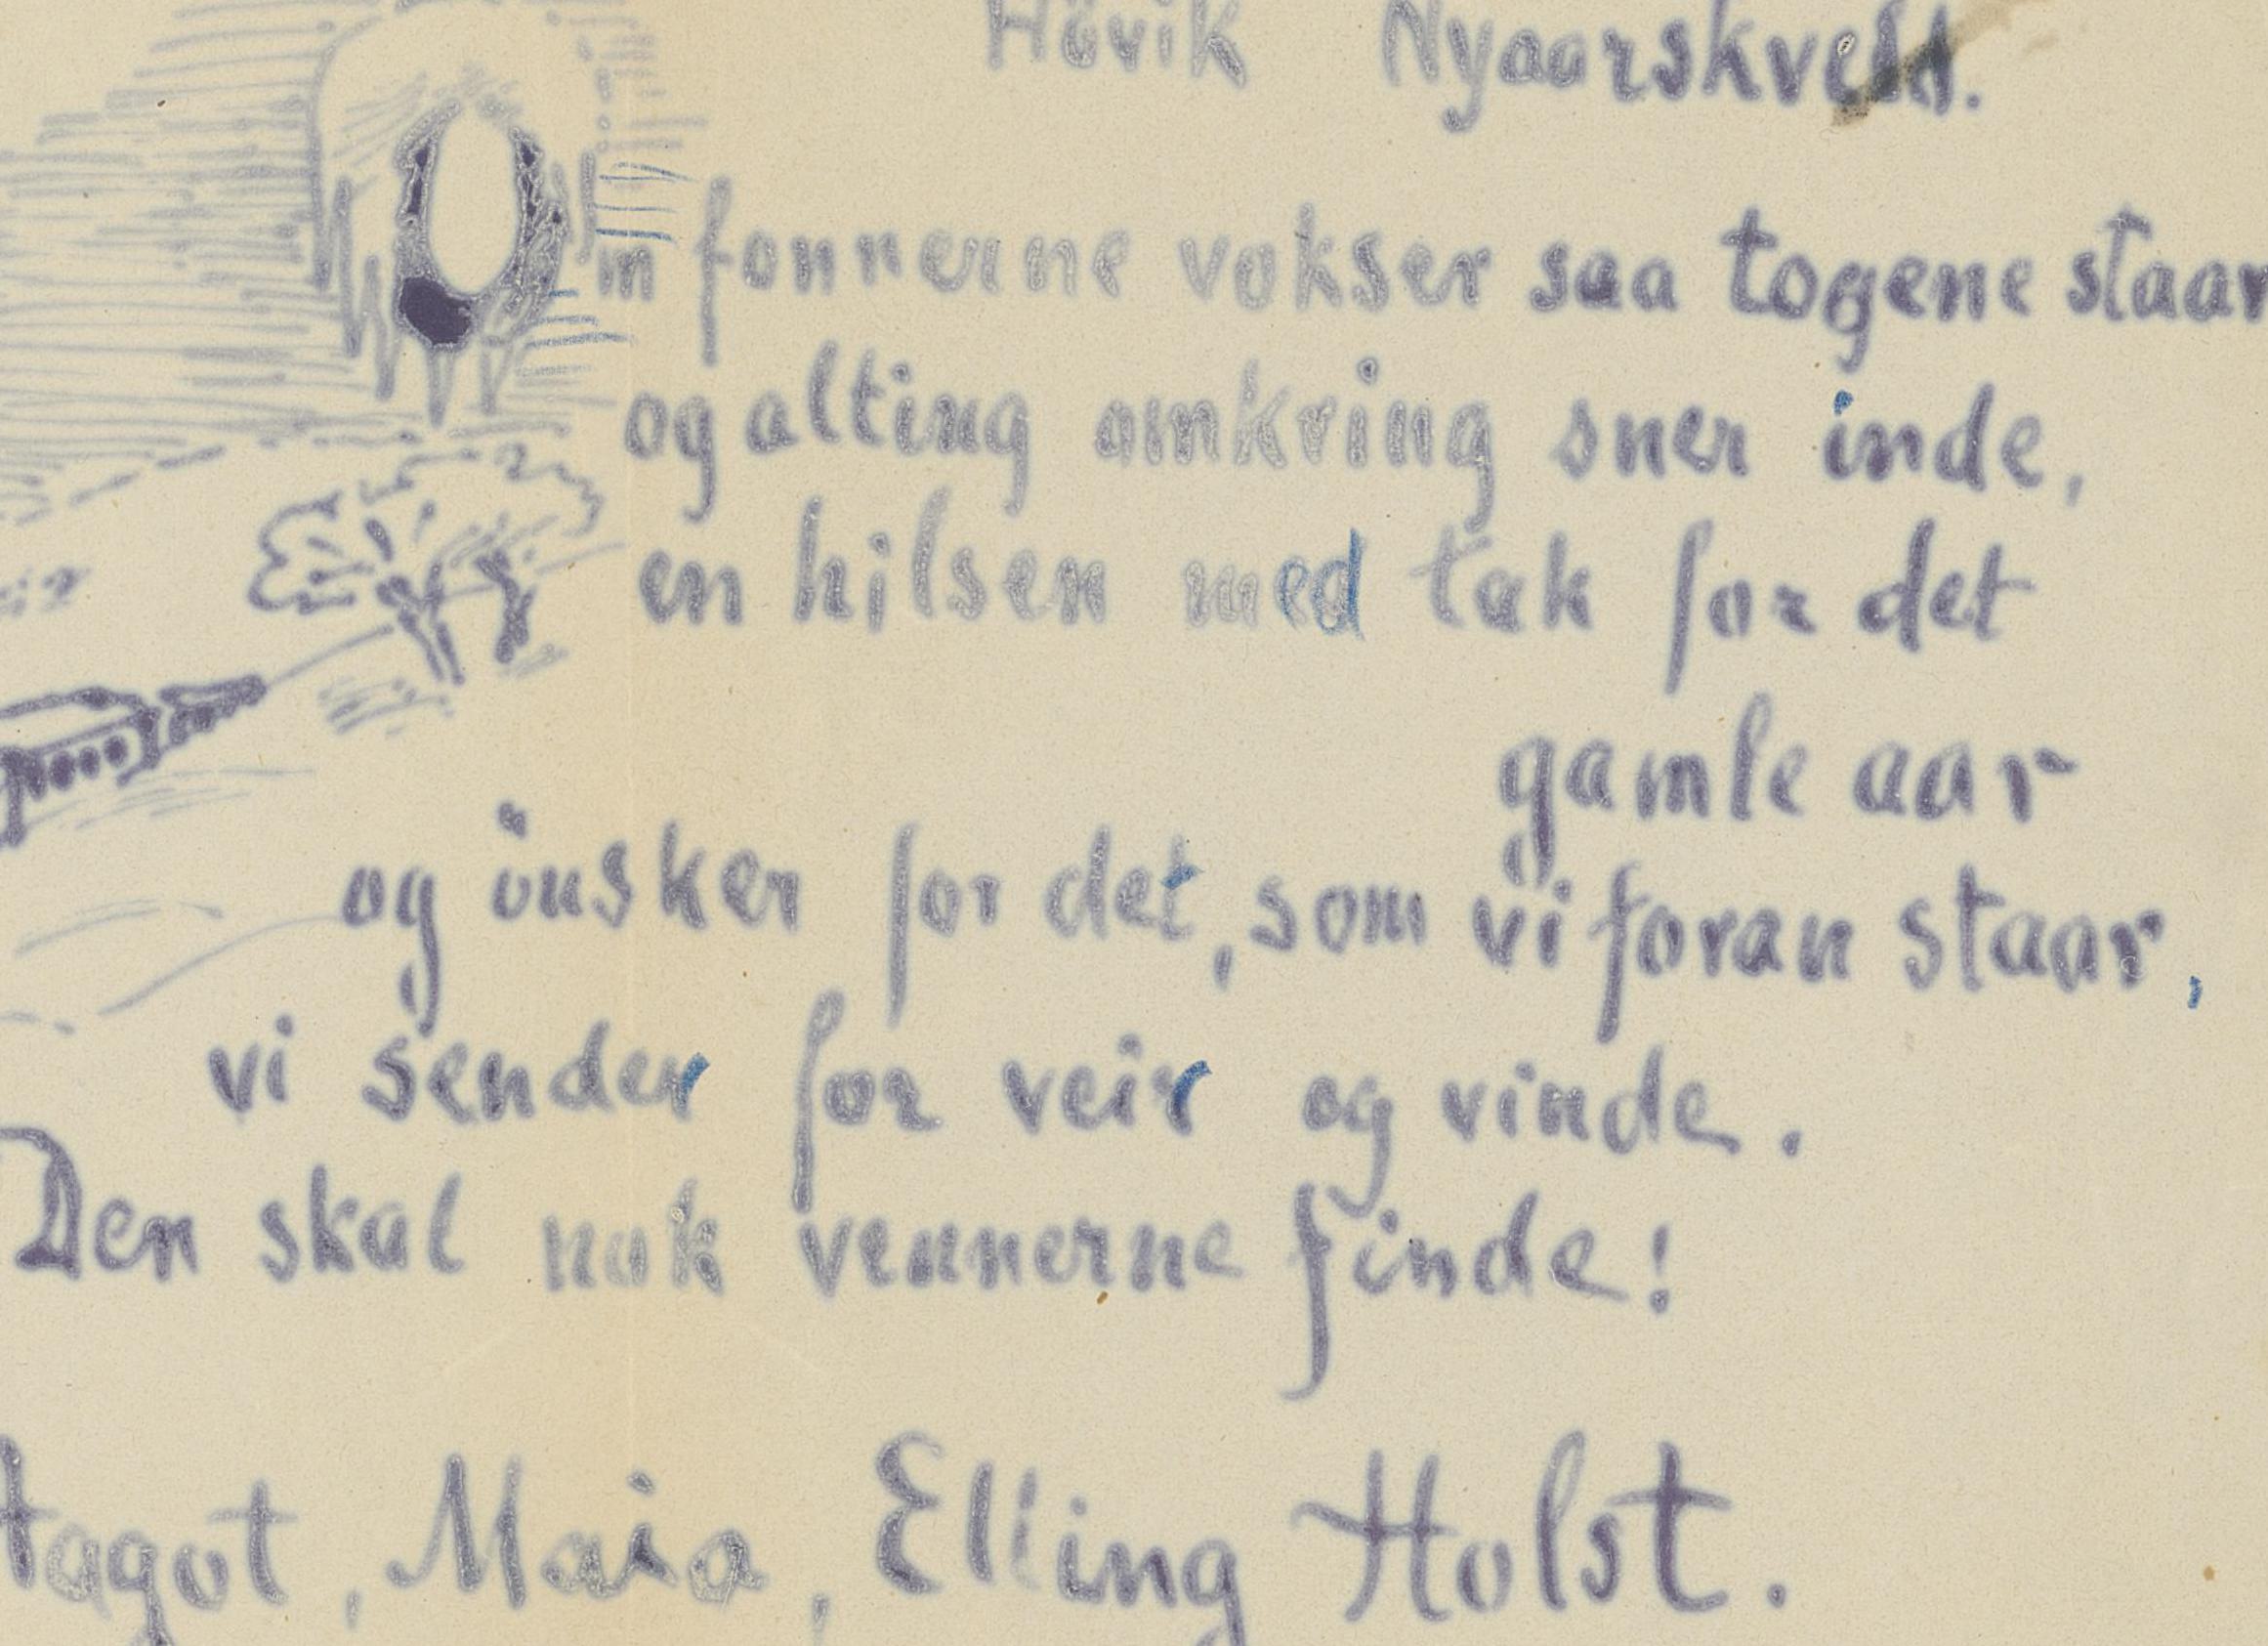 Hövik Nyaarskveld.
Om fonnerne vokser saa togene staar
og alting omkring sner inde,
en hilsen med tak for det
gamle aar
og önsker for det, som vi foran staar,
vi sender for veir og vinde.
Den skal nok vennerne finde!
Aagot, Maia, Elling Holst.